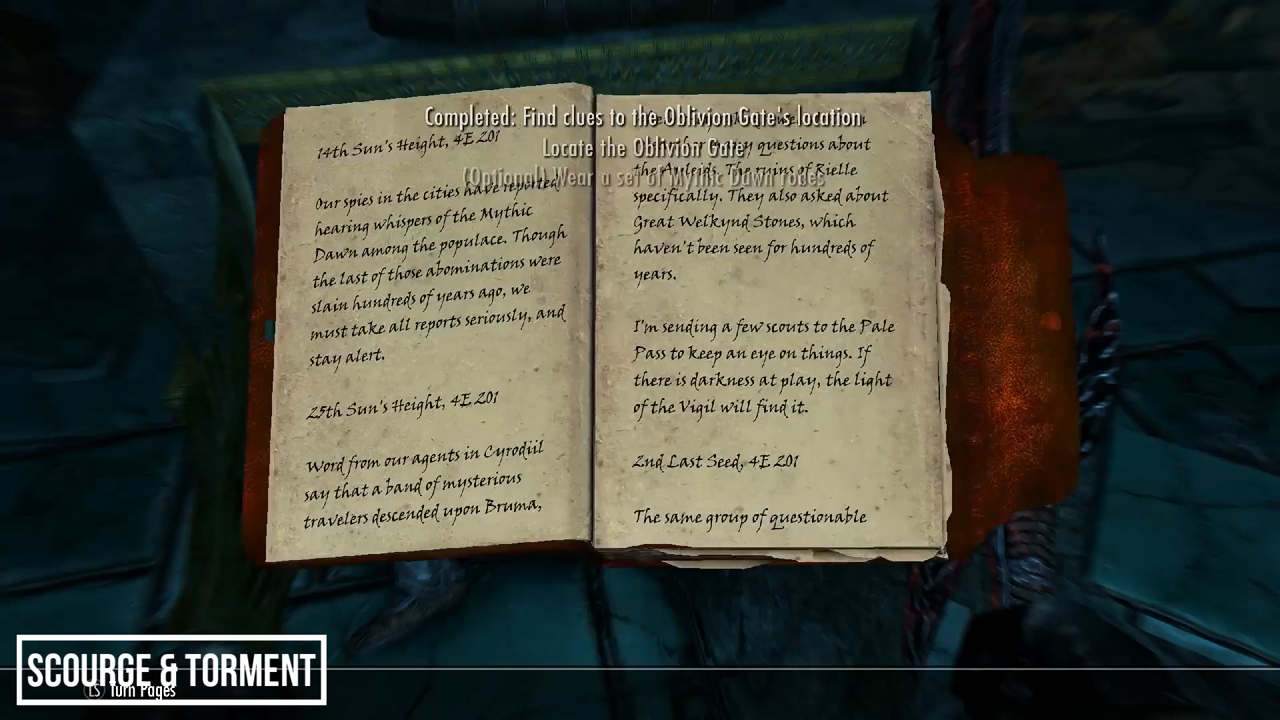 Completed: Find clues to the Oblivion Gate's location
Locate the Oblivion Gate
(Optional) Wear a set of Mythic Dawn robes
14th Sun's Height, 4E 201
Our spies in the cities have reported
hearing whispers of the Mythic
Dawn among the populace. Though
the last of those abominations were
slain hundreds of years ago, we
must take all reports seriously, and
stay alert.
25th Sun's Height, 4E 201
Word from our agents in Cyrodiil
say that a band of mysterious
travelers descended upon Bruma,
questions about
the Ayleids. The ruins of Rielle
specifically. They also asked about
Great Welkynd Stones, which
haven't been seen for hundreds of
years.
I'm sending a few scouts to the Pale
Pass to keep an eye on things. If
there is darkness at play, the light
of the Vigil will find it.
2nd Last Seed, 4E 201
The same group of questionable
SCOURGE & TORMENT
LS Turn Pages